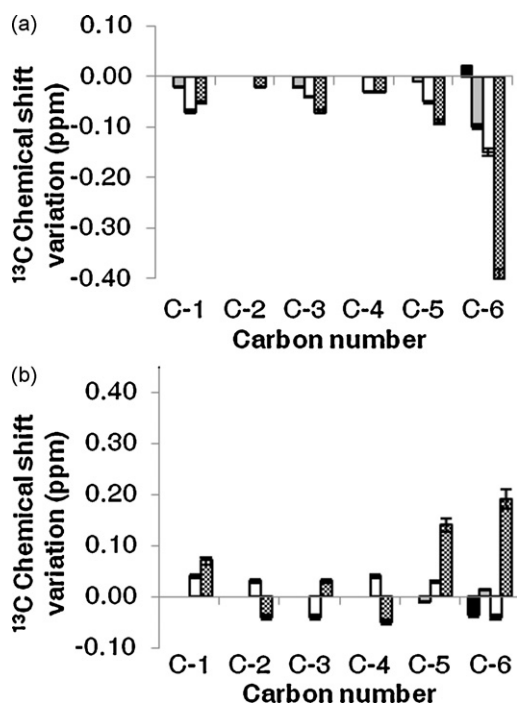 (a)
0.10
0.00
-0.10
-0.20
-0.30
-0.40
¹³C Chemical shift
variation (ppm)
C-1 C-2 C-3 C-4 C-5 C-6
Carbon number
(b)
0.40
0.30
0.20
0.10
0.00
-0.10
¹³C Chemical shift
variation (ppm)
C-1 C-2 C-3 C-4 C-5 C-6
Carbon number